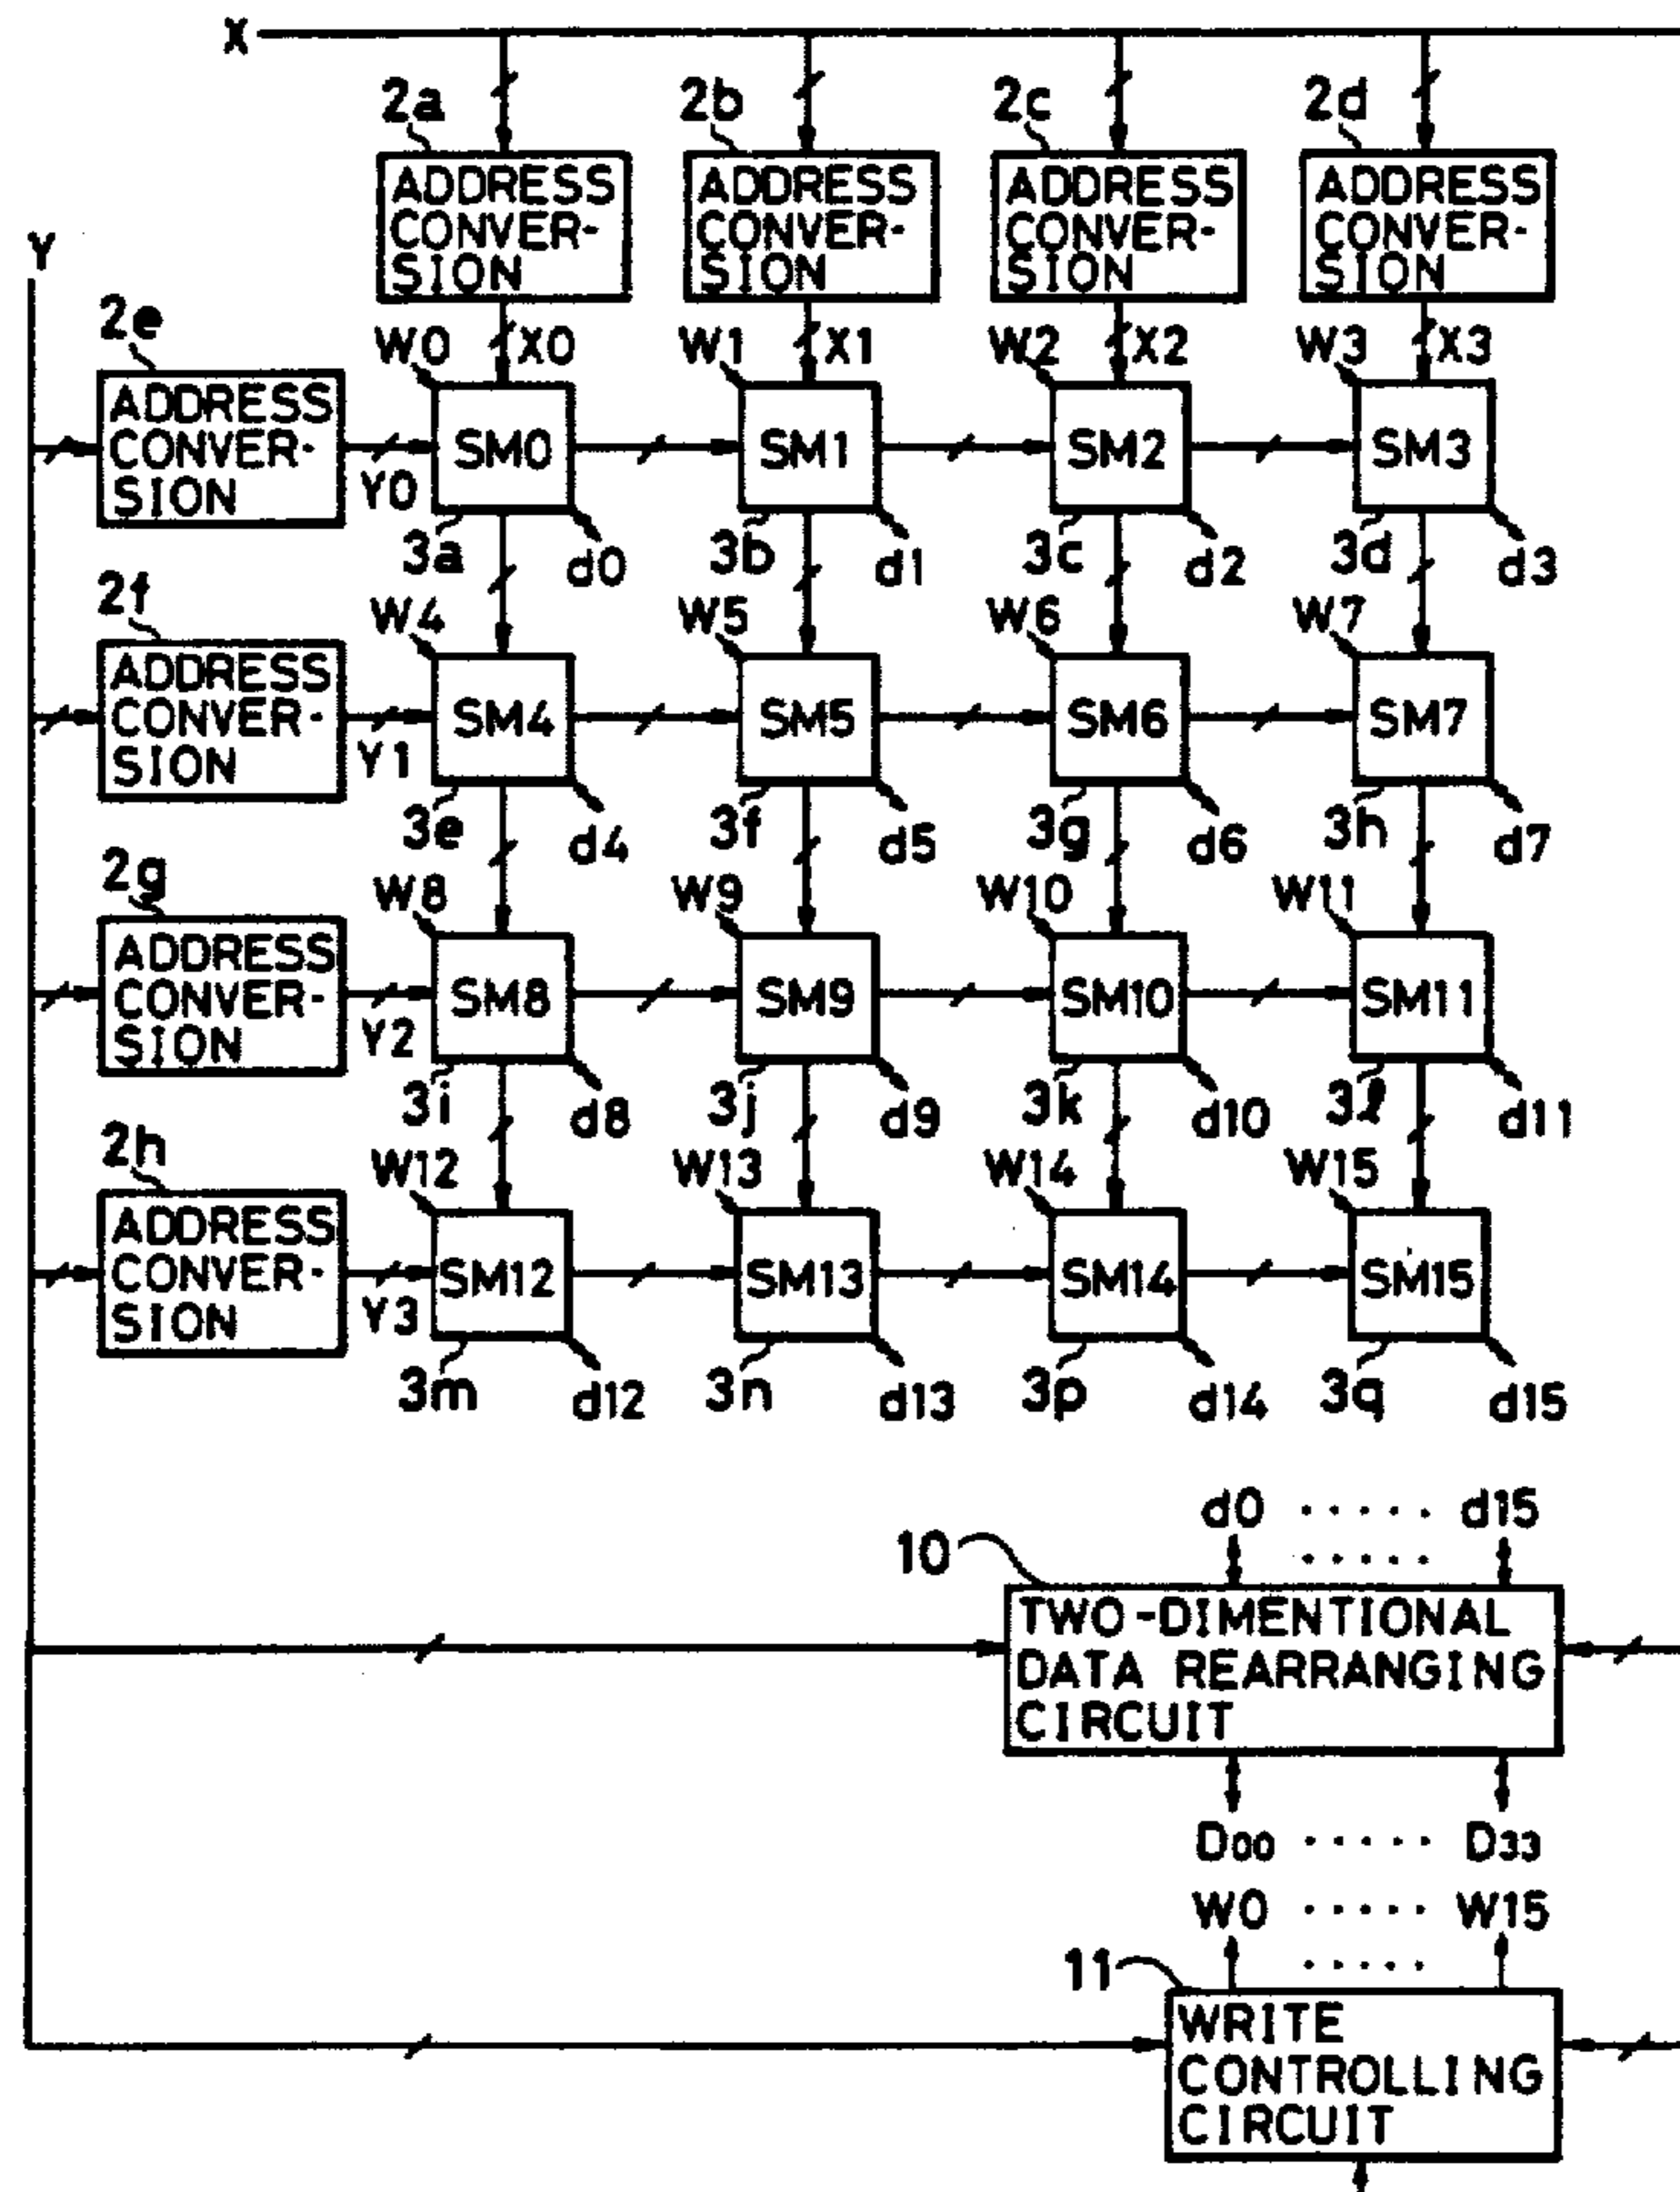 X
2a 2b 2c 2d
ADDRESS CONVER- SION
ADDRESS CONVER- SION
ADDRESS CONVER- SION
ADDRESS CONVER- SION
Y
W0 X0 W1 X1 W2 X2 W3 X3
2e
ADDRESS
CONVER-
SION
Y0
SM0 SM1 SM2 SM3
3a d0 3b d1 3c d2 3d d3
2f
W4 W5 W6 W7
ADDRESS
CONVER-
SION
Y1
SM4 SM5 SM6 SM7
3e d4 3f d5 3g d6 3h d7
2g
W8 W9 W10 W11
ADDRESS
CONVER-
SION
Y2
SM8 SM9 SM10 SM11
3i d8 3j d9 3k d10 3ℓ d11
2h
W12 W13 W14 W15
ADDRESS
CONVER-
SION
Y3
SM12 SM13 SM14 SM15
3m d12 3n d13 3p d14 3q d15
d0 ..... d15
.....
10
TWO-DIMENTIONAL
DATA REARRANGING
CIRCUIT
D00 ..... D33
W0 ..... W15
.....
11
WRITE
CONTROLLING
CIRCUIT